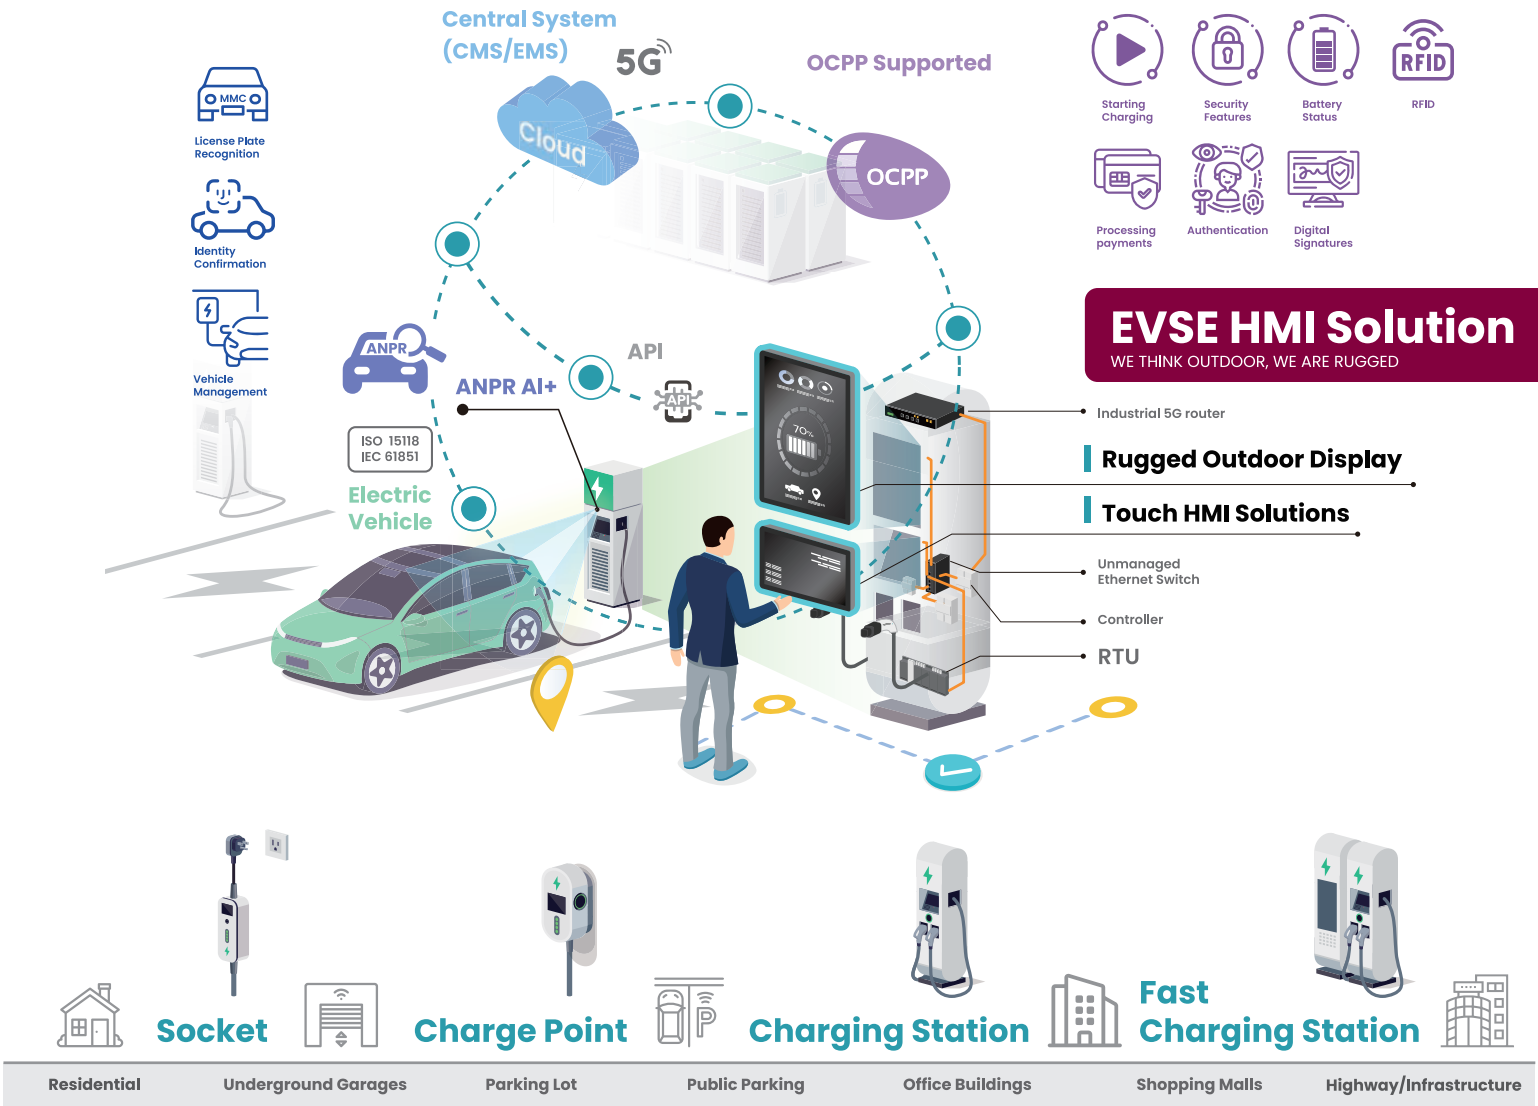 Central System
(CMS/EMS)
5G
OCPP Supported
Cloud
OCPP
MMC
License Plate
Recognition
Identity
Confirmation
Vehicle
Management
Starting
Charging
Security
Features
Battery
Status
RFID
RFID
Processing
payments
Authentication
Digital
Signatures
EVSE HMI Solution
WE THINK OUTDOOR, WE ARE RUGGED
ANPR
ANPR AI+
API
API
ISO 15118
IEC 61851
Electric
Vehicle
70%
Industrial 5G router
Rugged Outdoor Display
Touch HMI Solutions
Unmanaged
Ethernet Switch
Controller
RTU
P
Socket
Charge Point
Charging Station
Fast
Charging Station
Residential
Underground Garages
Parking Lot
Public Parking
Office Buildings
Shopping Malls
Highway/Infrastructure